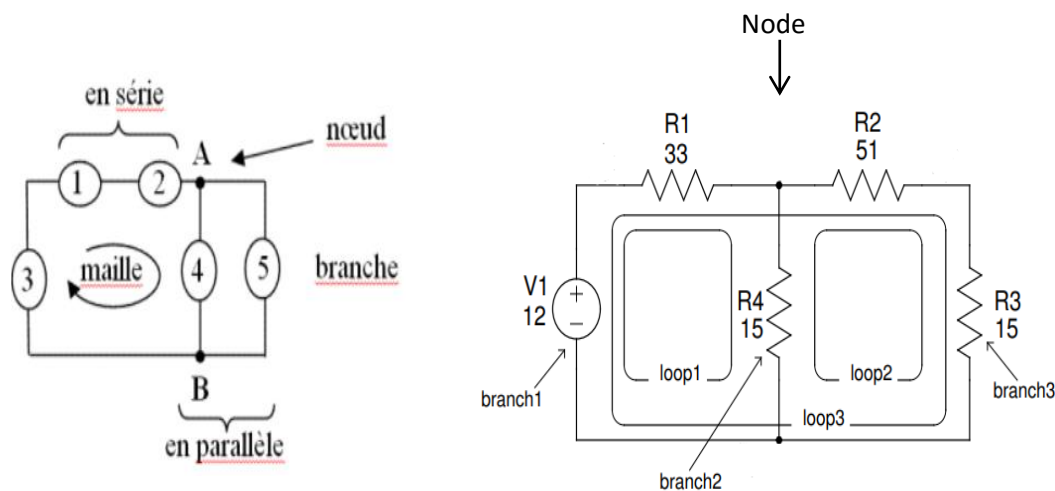 en série
nœud
A
1
2
3
maille
4
5
branche
B
en parallèle
Node
R1
33
R2
51
V1
12
+
−
R4
15
R3
15
loop1
loop2
loop3
branch1
branch2
branch3